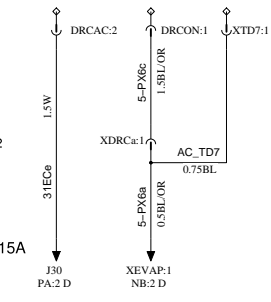 DRCAC:2
DRCON:1
XTD7:1
1.5W
5-PX6c
1.5BL/OR
XDRCa:1
AC_TD7
0.75BL
31ECe
5-PX6a
0.5BL/OR
15A
J30
PA:2 D
XEVAP:1
NB:2 D